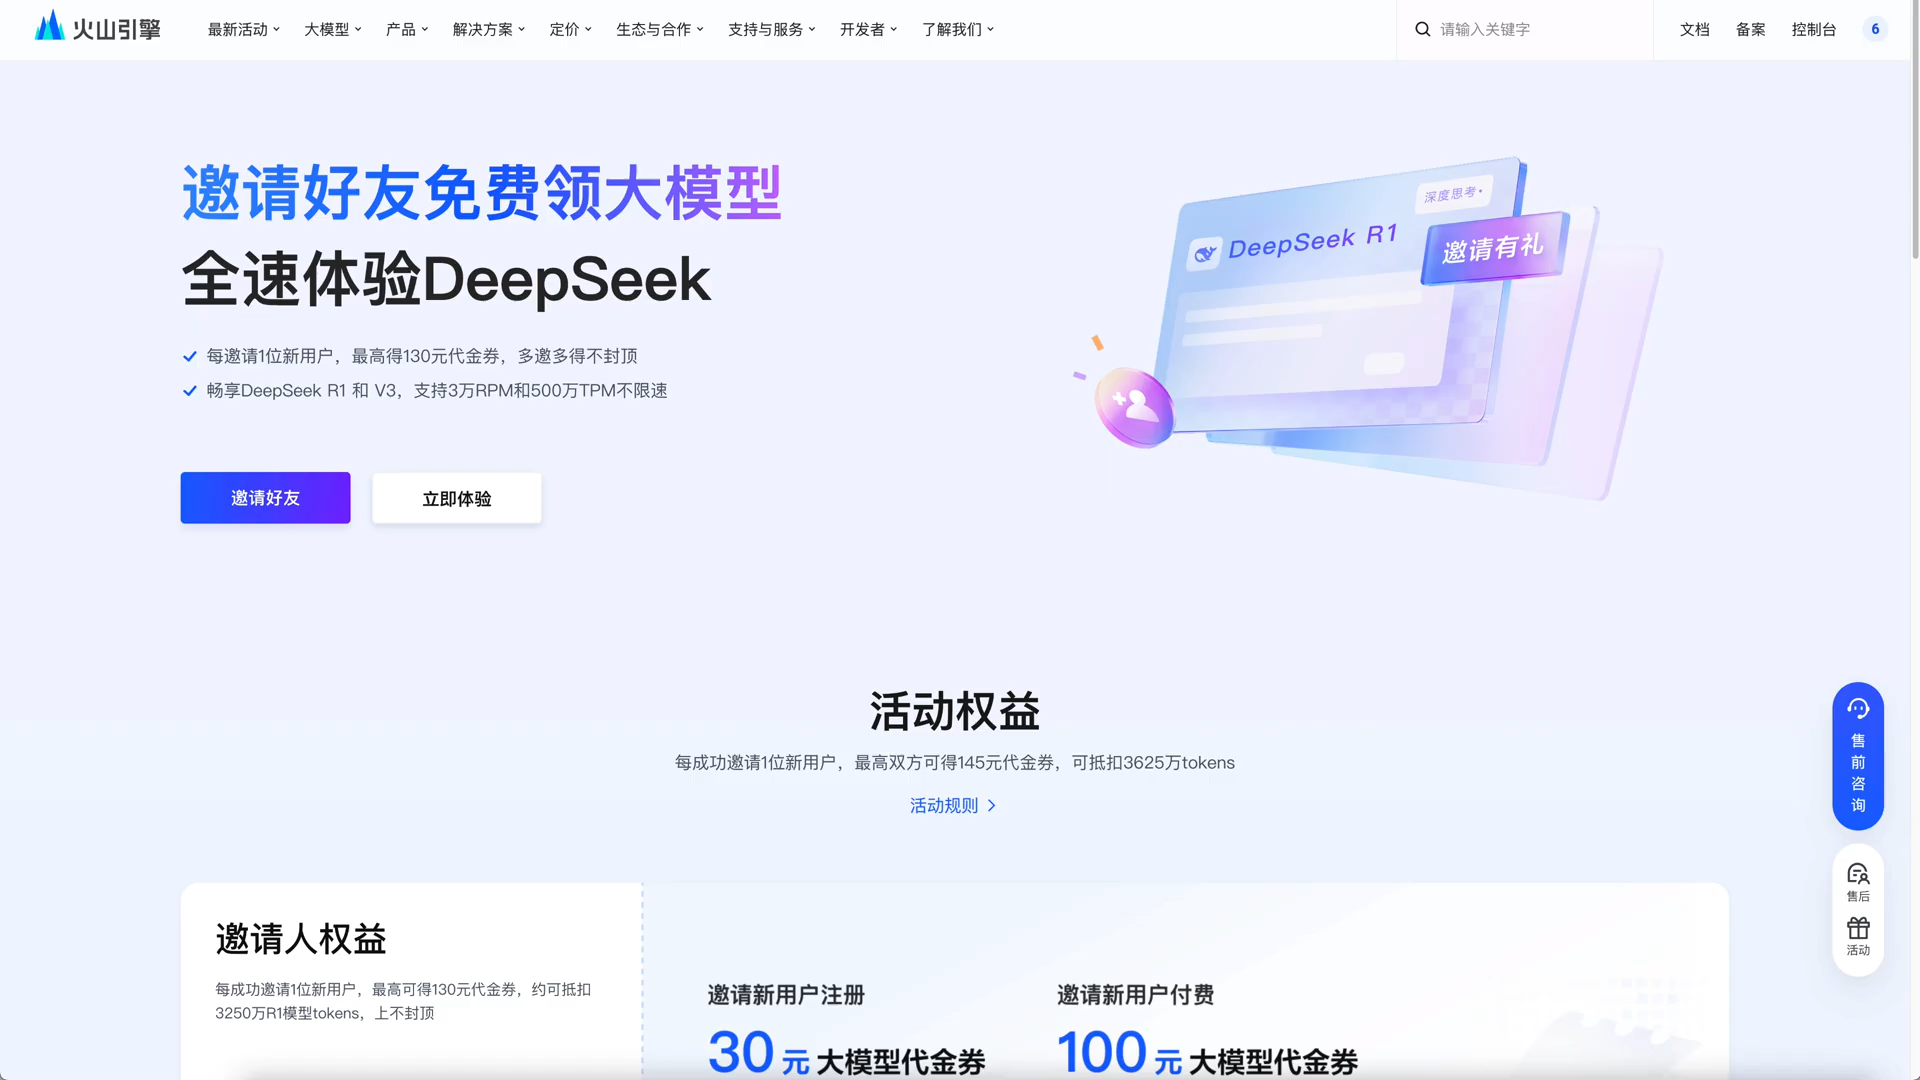 火山引擎
最新活动 大模型 产品 解决方案 定价 生态与合作 支持与服务 开发者 了解我们
请输入关键字
文档 备案 控制台 6
邀请好友免费领大模型
全速体验DeepSeek
每邀请1位新用户，最高得130元代金券，多邀多得不封顶
畅享DeepSeek R1 和 V3，支持3万RPM和500万TPM不限速
邀请好友 立即体验
深度思考
DeepSeek R1
邀请有礼
活动权益
每成功邀请1位新用户，最高双方可得145元代金券，可抵扣3625万tokens
活动规则
邀请人权益
每成功邀请1位新用户，最高可得130元代金券，约可抵扣
3250万R1模型tokens，上不封顶
邀请新用户注册
30 元 大模型代金券
邀请新用户付费
100 元 大模型代金券
售前咨询
售后
活动